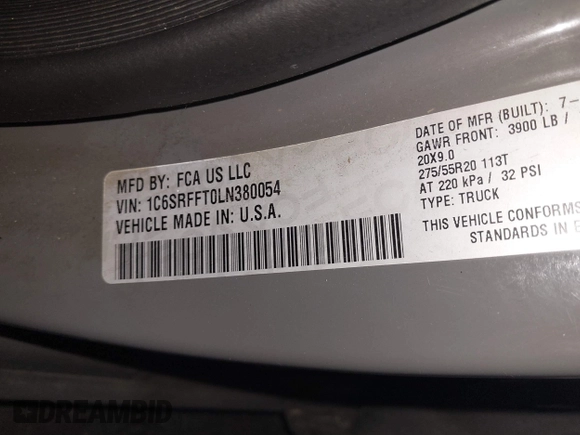 MFD BY: FCA US LLC
VIN: 1C6SRFFT0LN380054
VEHICLE MADE IN: U.S.A.
DATE OF MFR (BUILT): 7-
GAWR FRONT: 3900 LB /
20X9.0
275/55R20 113T
AT 220 kPa / 32 PSI
TYPE: TRUCK
THIS VEHICLE CONFORMS
STANDARDS IN E
DREAMBID